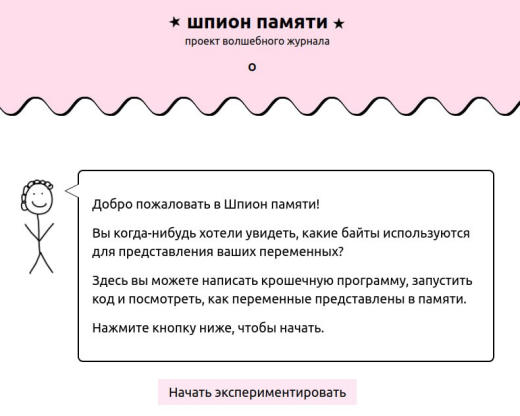 ★ шпион памяти ★
проект волшебного журнала
о
Добро пожаловать в Шпион памяти!
Вы когда-нибудь хотели увидеть, какие байты используются
для представления ваших переменных?
Здесь вы можете написать крошечную программу, запустить
код и посмотреть, как переменные представлены в памяти.
Нажмите кнопку ниже, чтобы начать.
Начать экспериментировать